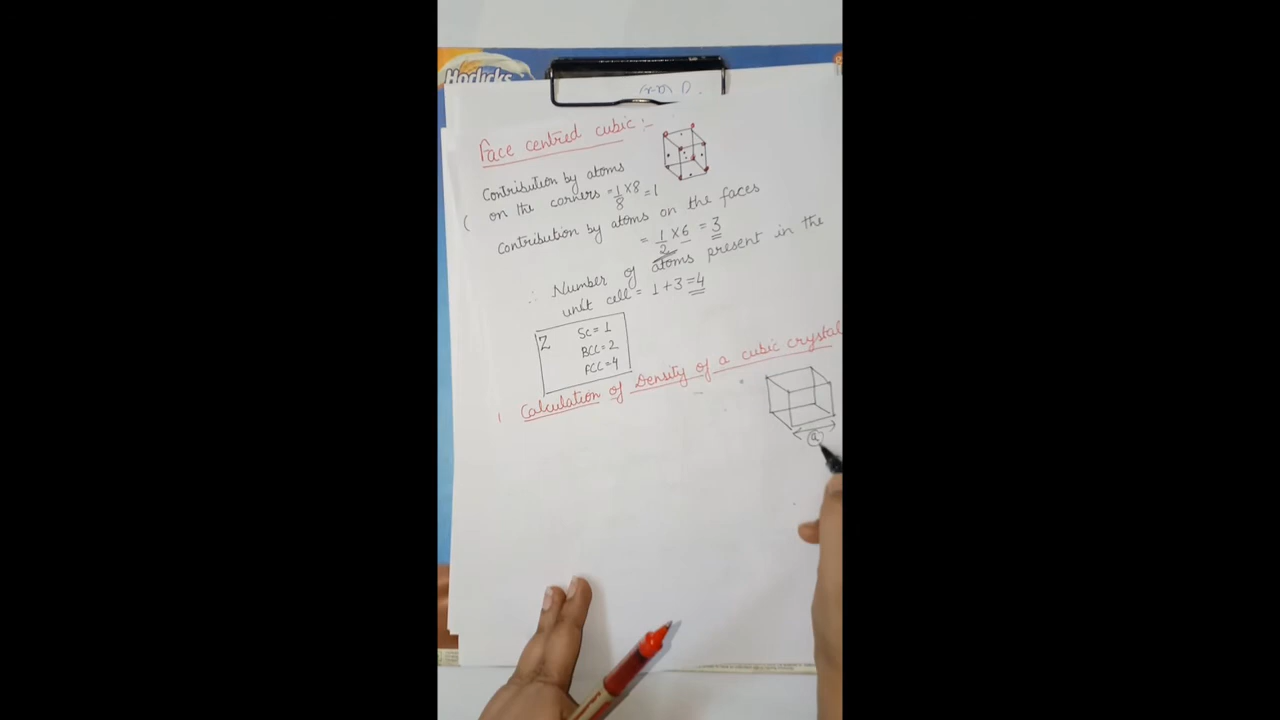 Horlicks
Face centred cubic :-
Contribution by atoms
on the corners = 1/8 × 8 = 1
Contribution by atoms on the faces
= 1/2 × 6 = 3
∴ Number of atoms present in the
unit cell = 1 + 3 = 4
Z SC = 1
BCC = 2
FCC = 4
Calculation of Density of a cubic crystal
a